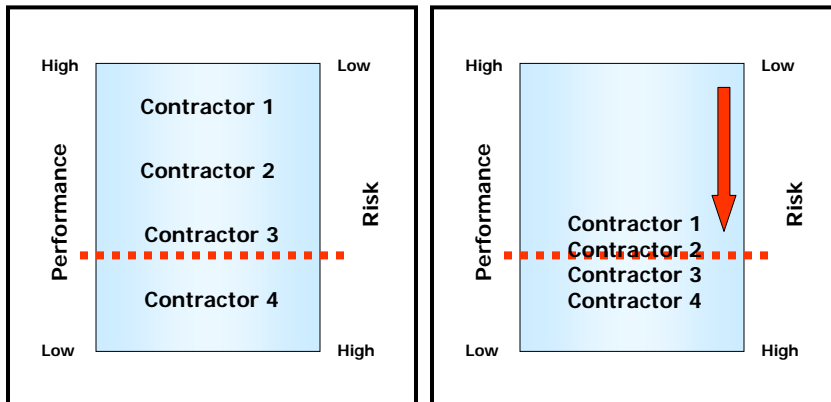 High
Low
Contractor 1
Contractor 2
Contractor 3
Contractor 4
Performance
Risk
Low
High
High
Low
Contractor 1
Contractor 2
Contractor 3
Contractor 4
Performance
Risk
Low
High